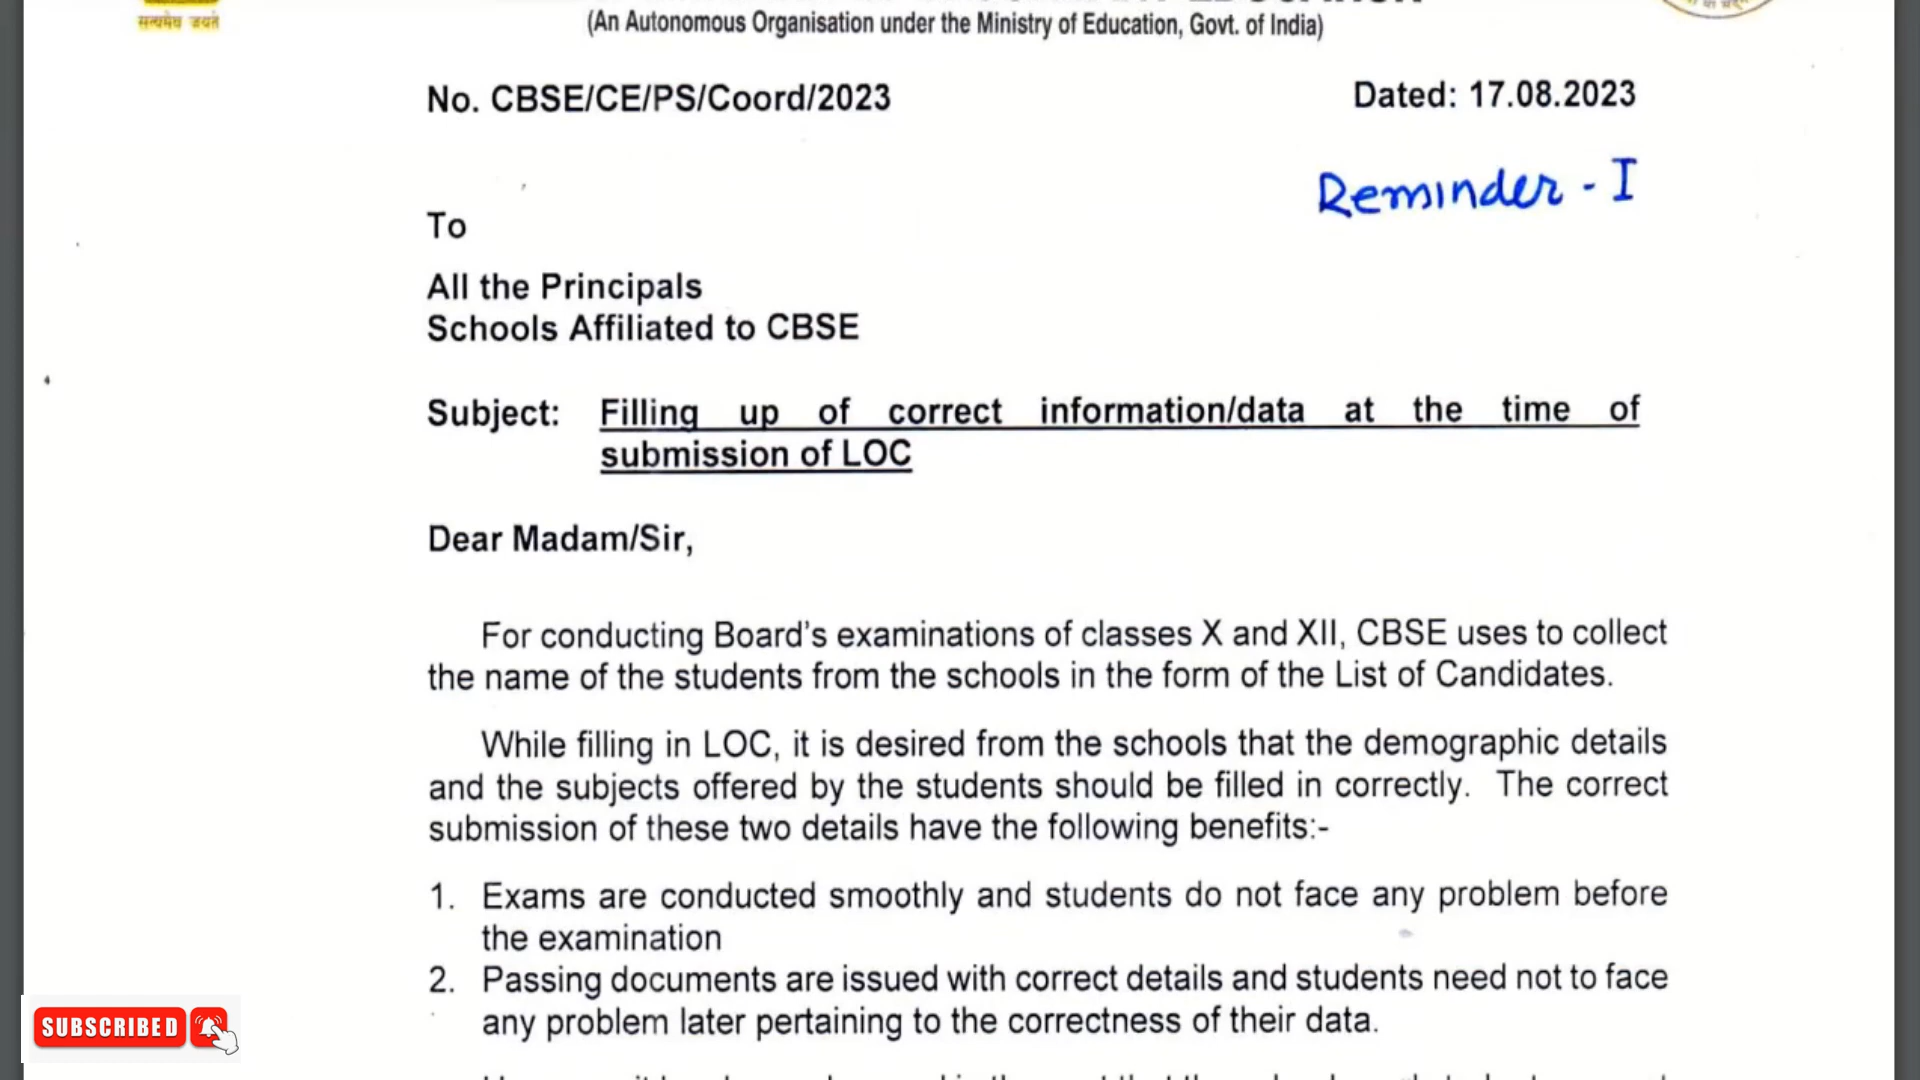 सत्यमेव जयते
(An Autonomous Organisation under the Ministry of Education, Govt. of India)
No. CBSE/CE/PS/Coord/2023
Dated: 17.08.2023
Reminder - I
To
All the Principals
Schools Affiliated to CBSE
Subject: Filling up of correct information/data at the time of
submission of LOC
Dear Madam/Sir,
For conducting Board's examinations of classes X and XII, CBSE uses to collect
the name of the students from the schools in the form of the List of Candidates.
While filling in LOC, it is desired from the schools that the demographic details
and the subjects offered by the students should be filled in correctly. The correct
submission of these two details have the following benefits:-
1. Exams are conducted smoothly and students do not face any problem before
the examination
2. Passing documents are issued with correct details and students need not to face
any problem later pertaining to the correctness of their data.
SUBSCRIBED